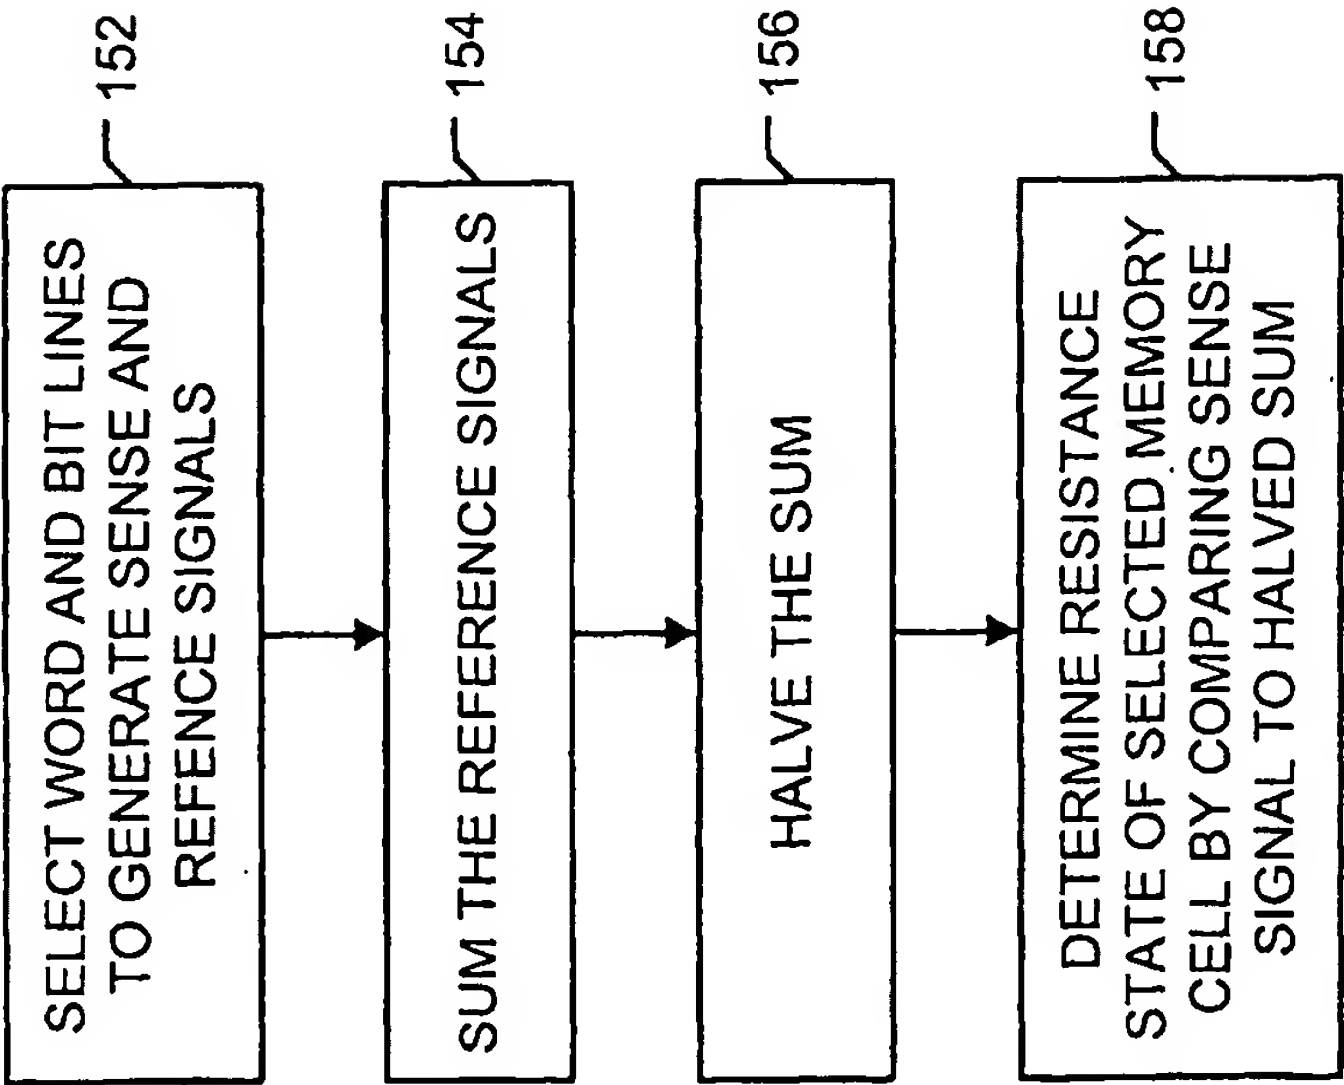 SELECT WORD AND BIT LINES
TO GENERATE SENSE AND
REFERENCE SIGNALS
152
SUM THE REFERENCE SIGNALS
154
HALVE THE SUM
156
DETERMINE RESISTANCE
STATE OF SELECTED MEMORY
CELL BY COMPARING SENSE
SIGNAL TO HALVED SUM
158